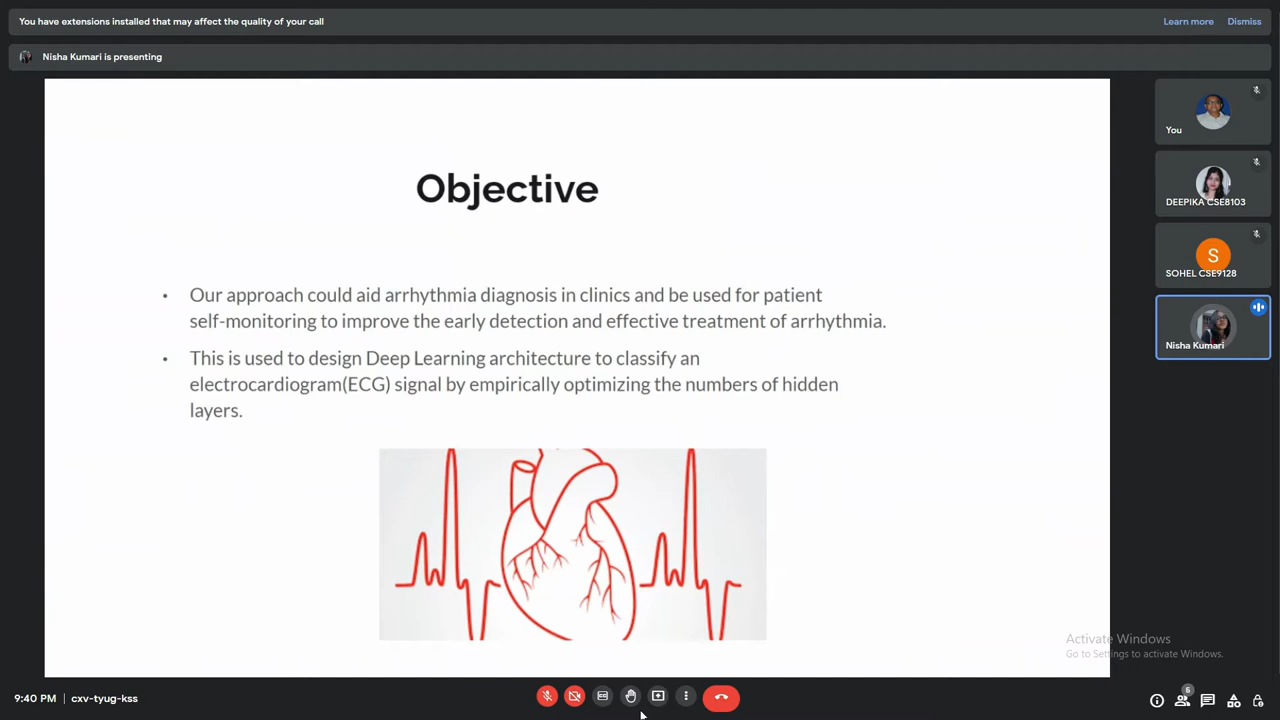 You have extensions installed that may affect the quality of your call
Learn more
Dismiss
Nisha Kumari is presenting
Objective
• Our approach could aid arrhythmia diagnosis in clinics and be used for patient
self-monitoring to improve the early detection and effective treatment of arrhythmia.
• This is used to design Deep Learning architecture to classify an
electrocardiogram(ECG) signal by empirically optimizing the numbers of hidden
layers.
You
DEEPIKA CSE8103
S
SOHEL CSE9128
Nisha Kumari
Activate Windows
Go to Settings to activate Windows.
9:40 PM | cxv-tyug-kss